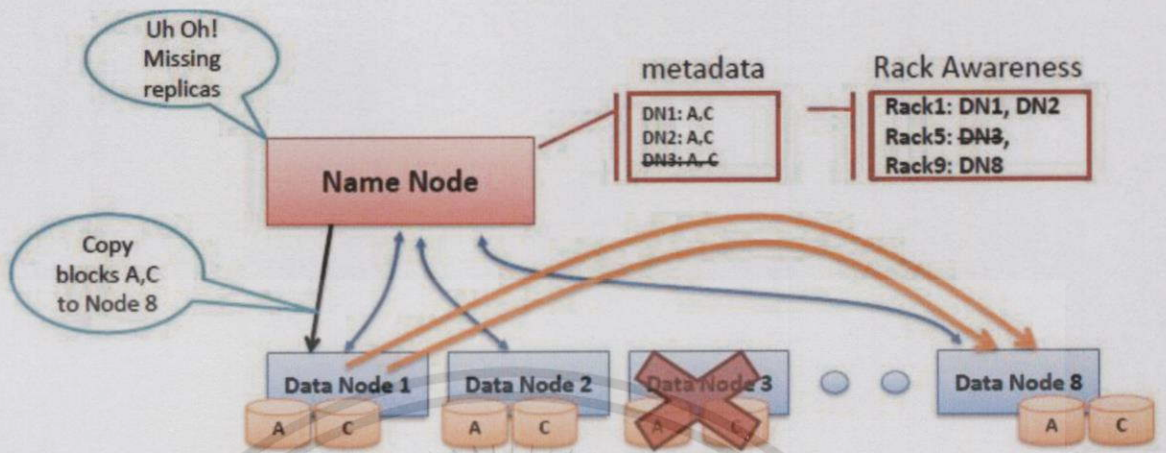 Uh Oh!
Missing
replicas
metadata
Rack Awareness
DN1: A,C
DN2: A,C
DN3: A, C
Rack1: DN1, DN2
Rack5: DN3,
Rack9: DN8
Name Node
Copy
blocks A,C
to Node 8
Data Node 1
Data Node 2
Data Node 3
Data Node 8
A C
A C
A C
A C